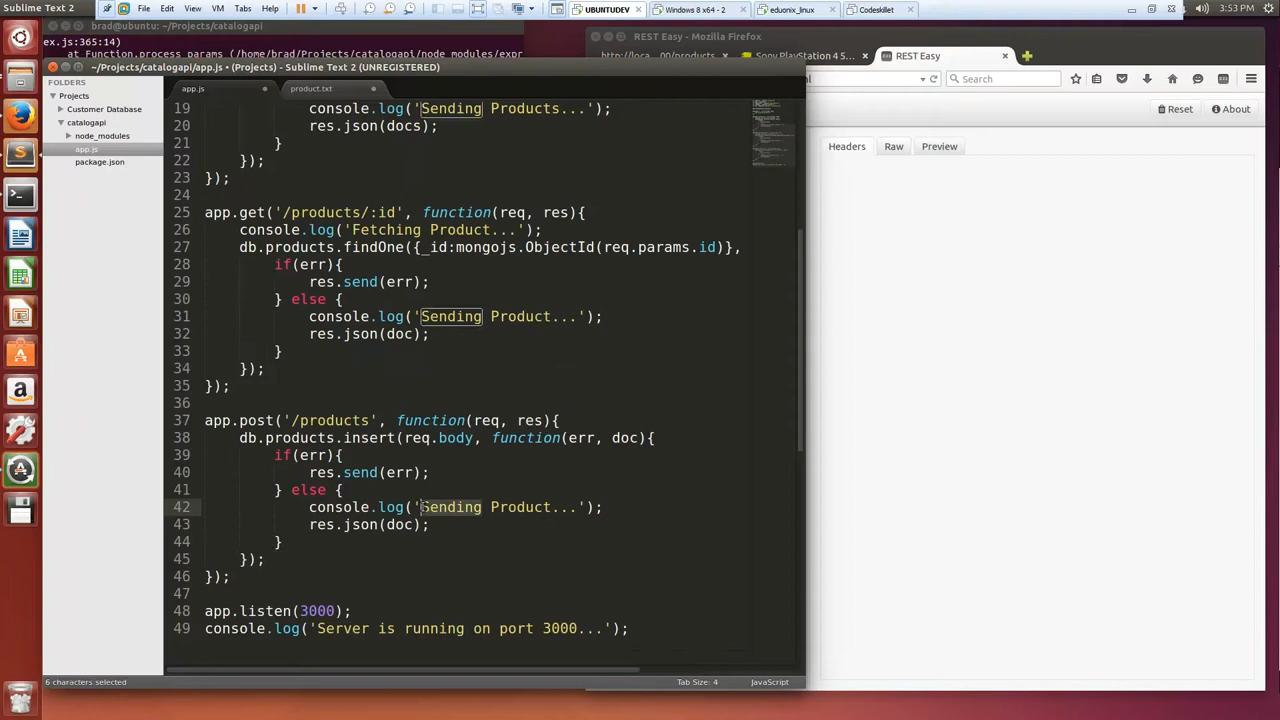 Sublime Text 2
File Edit View VM Tabs Help
UBUNTUDEV
Windows 8 x64 - 2
eduonix_linux
Codeskillet
3:53 PM
brad@ubuntu: ~/Projects/catalogapi
ex.js:365:14)
at Function.process_params (/home/brad/Projects/catalogapi/node_modules/expr
REST Easy - Mozilla Firefox
http://loca...00/products
Sony PlayStation 4 5...
REST Easy
Search
Reset
About
Headers Raw Preview
~/Projects/catalogapi/app.js • (Projects) - Sublime Text 2 (UNREGISTERED)
FOLDERS
Projects
Customer Database
catalogapi
node_modules
app.js
package.json
app.js
product.txt
19 console.log('Sending Products...');
20 res.json(docs);
21 }
22 });
23 });
24
25 app.get('/products/:id', function(req, res){
26 console.log('Fetching Product...');
27 db.products.findOne({_id:mongojs.ObjectId(req.params.id)},
28 if(err){
29 res.send(err);
30 } else {
31 console.log('Sending Product...');
32 res.json(doc);
33 }
34 });
35 });
36
37 app.post('/products', function(req, res){
38 db.products.insert(req.body, function(err, doc){
39 if(err){
40 res.send(err);
41 } else {
42 console.log('Sending Product...');
43 res.json(doc);
44 }
45 });
46 });
47
48 app.listen(3000);
49 console.log('Server is running on port 3000...');
6 characters selected
Tab Size: 4
JavaScript